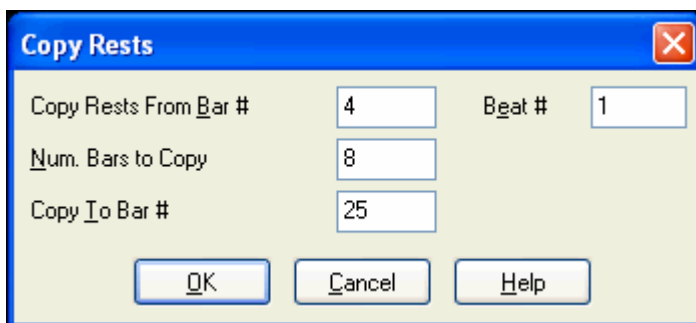 Copy Rests
Copy Rests From Bar # 4 Beat # 1
Num. Bars to Copy 8
Copy To Bar # 25
OK Cancel Help